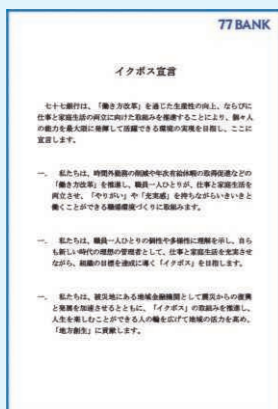 77 BANK
イクボス宣言
七十七銀行は、「働き方改革」を通じた生産性の向上、ならびに
仕事と家庭生活の両立に向けた取組みを推進することにより、個々人
の能力を最大限に発揮して活躍できる環境の実現を目指し、ここに
宣言します。
一. 私たちは、時間外勤務の削減や年次有給休暇の取得促進などの
「働き方改革」を推進し、職員一人ひとりが、仕事と家庭生活を
両立させ、「やりがい」や「充実感」を持ちながらいきいきと
働くことができる職場環境づくりに取組みます。
一. 私たちは、職員一人ひとりの個性や多様性に理解を示し、自ら
も新しい時代の理想の管理者として、仕事と家庭生活を充実させ
ながら、組織の目標を達成に導く「イクボス」を目指します。
一. 私たちは、被災地にある地域金融機関として震災からの復興
と発展を加速させるとともに、「イクボス」の取組みを推進し、
人生を楽しむことができる人の輪を広げて地域の活力を高め、
「地方創生」に貢献します。